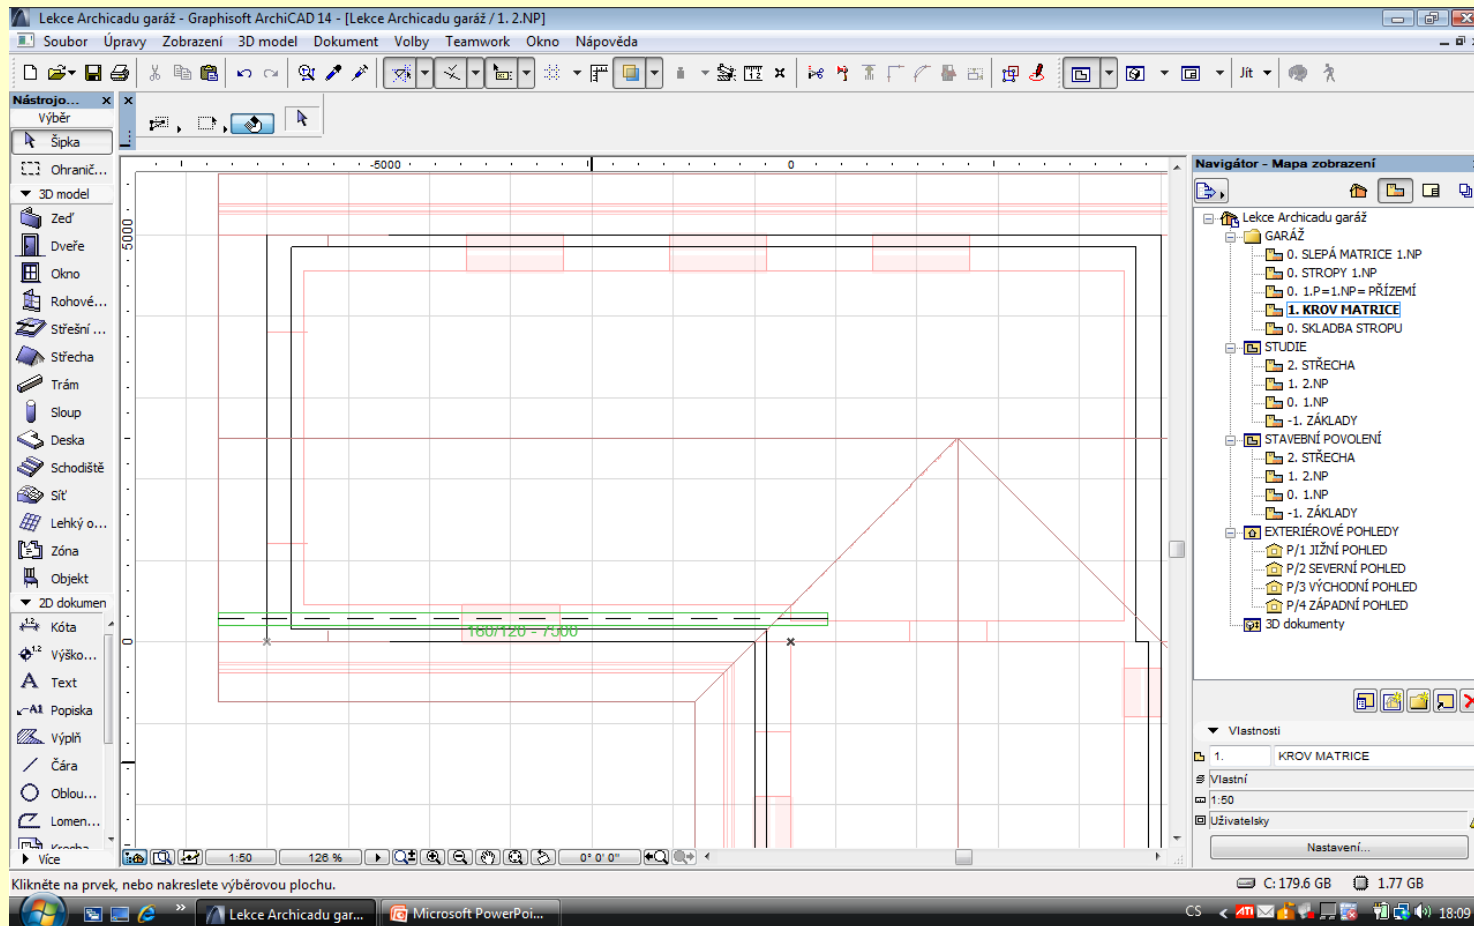 Lekce Archicadu garáž - Graphisoft ArchiCAD 14 - [Lekce Archicadu garáž / 1. 2.NP]
Soubor Úpravy Zobrazení 3D model Dokument Volby Teamwork Okno Nápověda
Jít
Nástrojo...
Výběr
Šipka
Ohranič...
3D model
Zeď
Dveře
Okno
Rohové...
Střešní ...
Střecha
Trám
Sloup
Deska
Schodiště
Síť
Lehký o...
Zóna
Objekt
2D dokumen
Kóta
Výško...
Text
Popiska
Výplň
Čára
Oblou...
Lomen...
Více
-5000
0
5000
0
160/120 - 7500
1:50
126 %
0° 0' 0"
Navigátor - Mapa zobrazení
Lekce Archicadu garáž
GARÁŽ
0. SLEPÁ MATRICE 1.NP
0. STROPY 1.NP
0. 1.P=1.NP= PŘÍZEMÍ
1. KROV MATRICE
0. SKLADBA STROPU
STUDIE
2. STŘECHA
1. 2.NP
0. 1.NP
-1. ZÁKLADY
STAVEBNÍ POVOLENÍ
2. STŘECHA
1. 2.NP
0. 1.NP
-1. ZÁKLADY
EXTERIÉROVÉ POHLEDY
P/1 JIŽNÍ POHLED
P/2 SEVERNÍ POHLED
P/3 VÝCHODNÍ POHLED
P/4 ZÁPADNÍ POHLED
3D dokumenty
Vlastnosti
1. KROV MATRICE
Vlastní
1:50
Uživatelsky
Nastavení...
Klikněte na prvek, nebo nakreslete výběrovou plochu.
C: 179.6 GB 1.77 GB
Lekce Archicadu gar...
Microsoft PowerPoi...
CS
18:09